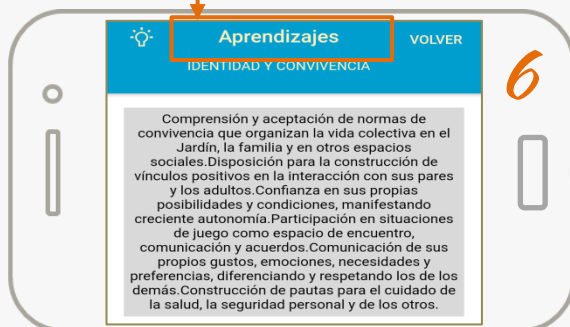 Aprendizajes
VOLVER
IDENTIDAD Y CONVIVENCIA
6
Comprensión y aceptación de normas de
convivencia que organizan la vida colectiva en el
Jardín, la familia y en otros espacios
sociales.Disposición para la construcción de
vínculos positivos en la interacción con sus pares
y los adultos.Confianza en sus propias
posibilidades y condiciones, manifestando
creciente autonomía.Participación en situaciones
de juego como espacio de encuentro,
comunicación y acuerdos.Comunicación de sus
propios gustos, emociones, necesidades y
preferencias, diferenciando y respetando los de los
demás.Construcción de pautas para el cuidado de
la salud, la seguridad personal y de los otros.